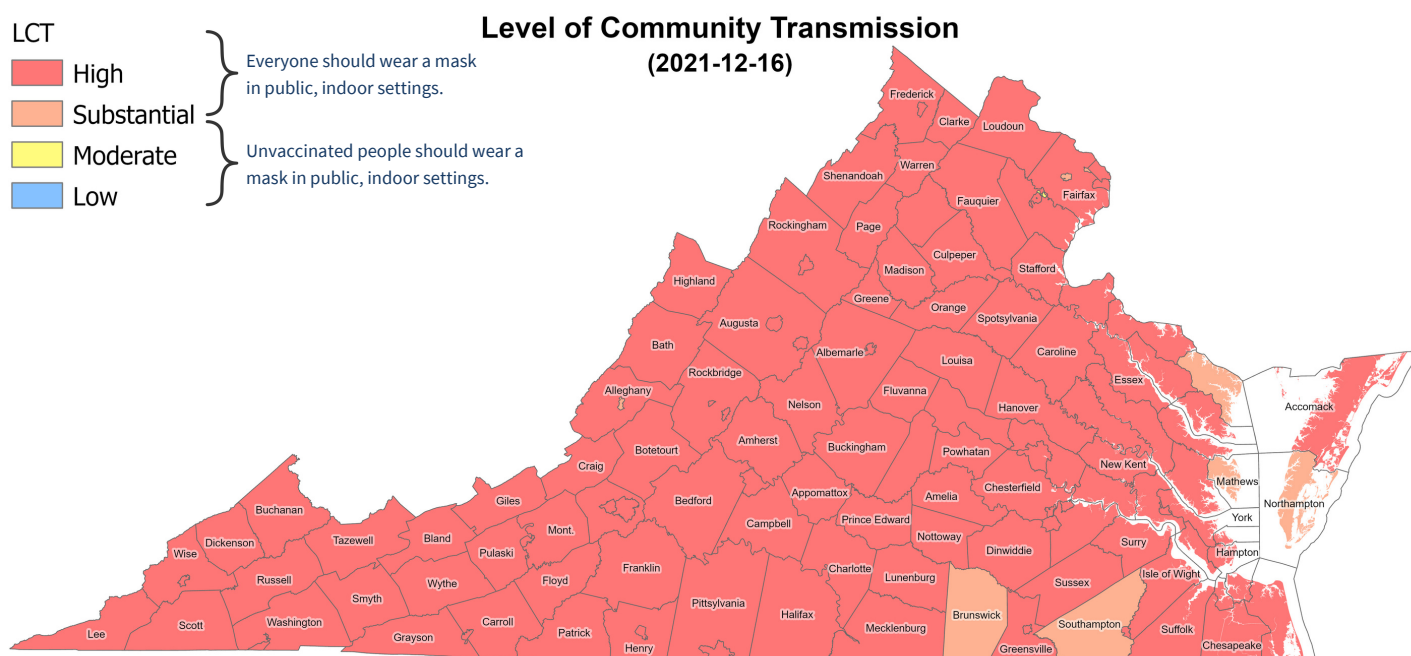 Level of Community Transmission
(2021-12-16)
LCT
High
Substantial
Moderate
Low
Everyone should wear a mask
in public, indoor settings.
Unvaccinated people should wear a
mask in public, indoor settings.
Frederick
Clarke
Loudoun
Warren
Shenandoah
Fairfax
Fauquier
Rockingham
Page
Culpeper
Madison
Stafford
Highland
Greene
Orange
Spotsylvania
Augusta
Bath
Albemarle
Caroline
Louisa
Rockbridge
Essex
Alleghany
Fluvanna
Nelson
Hanover
Accomack
Amherst
Buckingham
Botetourt
Powhatan
Craig
New Kent
Mathews
Chesterfield
Appomattox
Amelia
Giles
Bedford
Northampton
Buchanan
Campbell
Prince Edward
York
Mont.
Nottoway
Bland
Tazewell
Dickenson
Surry
Dinwiddie
Hampton
Pulaski
Wise
Charlotte
Franklin
Isle of Wight
Lunenburg
Russell
Floyd
Wythe
Sussex
Smyth
Pittsylvania
Halifax
Brunswick
Washington
Carroll
Southampton
Scott
Mecklenburg
Suffolk
Patrick
Lee
Grayson
Chesapeake
Henry
Greensville